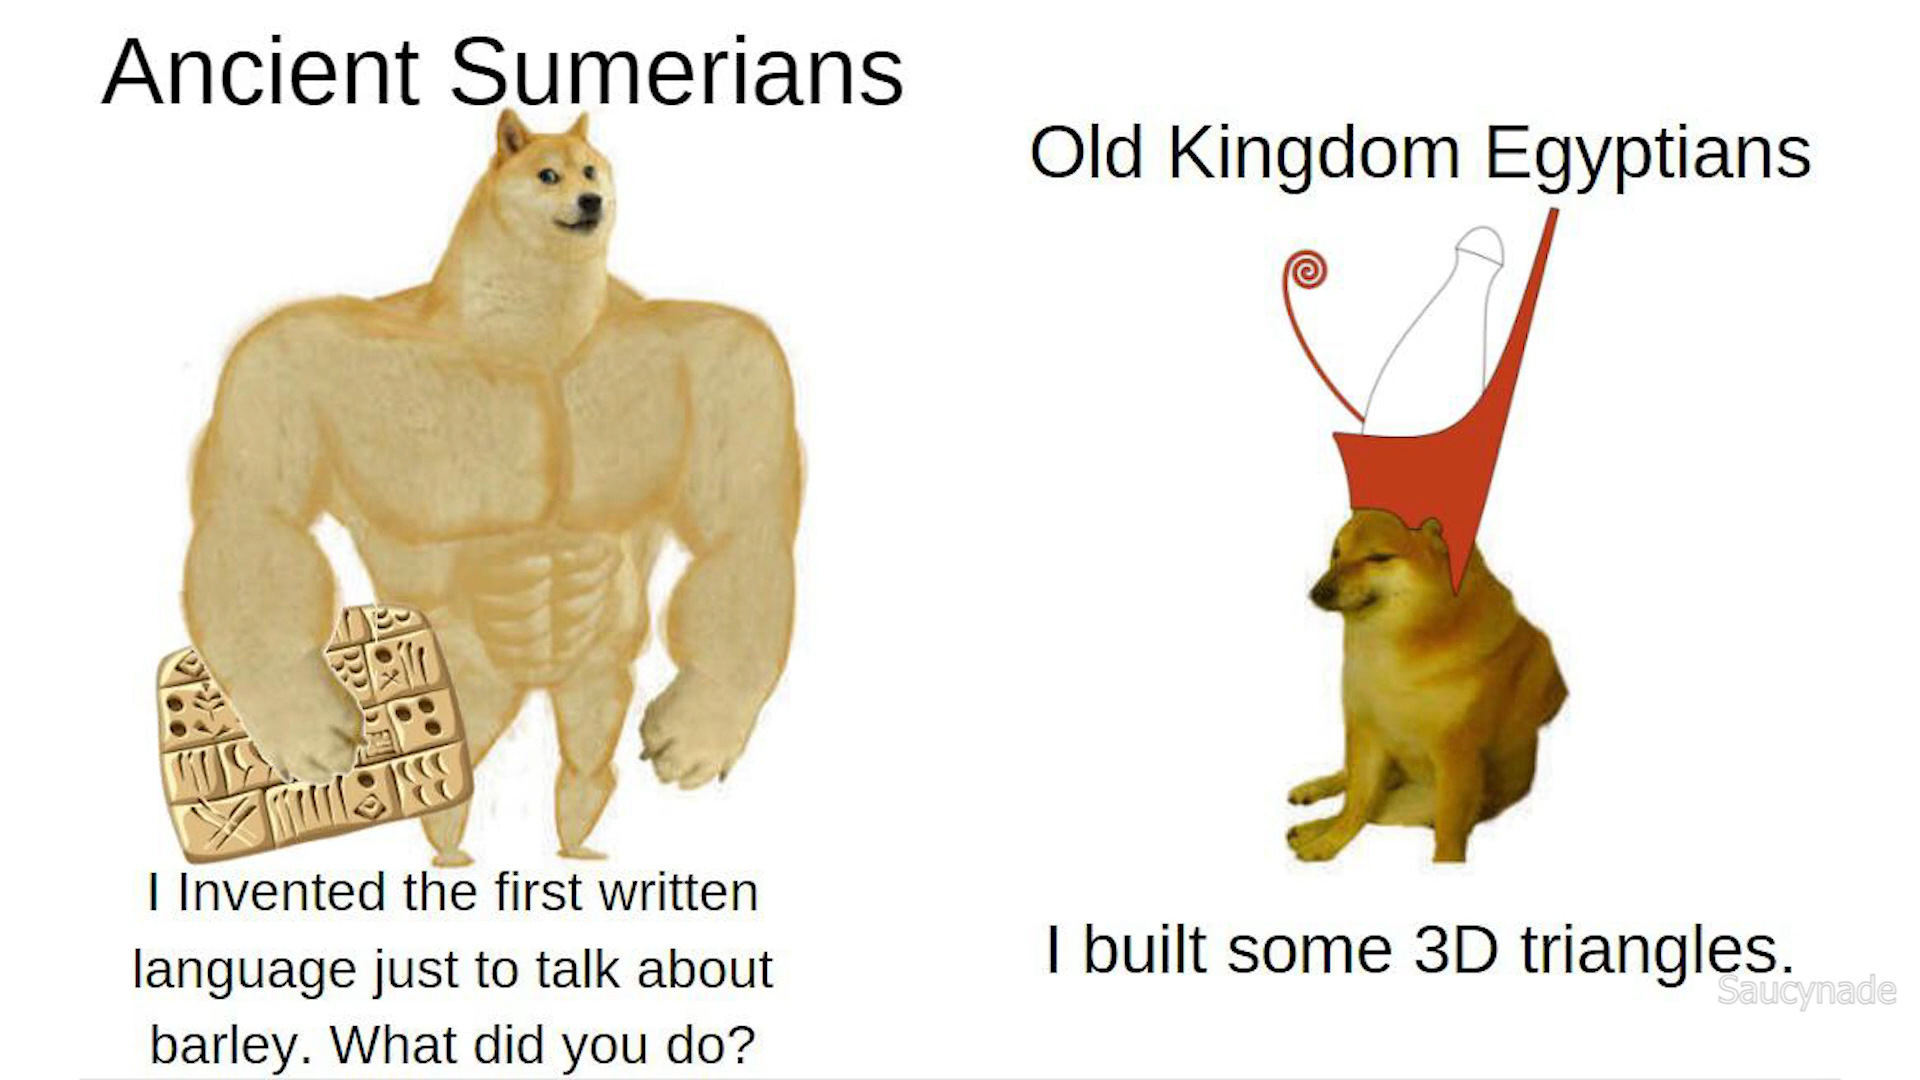 Ancient Sumerians
Old Kingdom Egyptians
I Invented the first written
language just to talk about
barley. What did you do?
I built some 3D triangles.
Saucynade